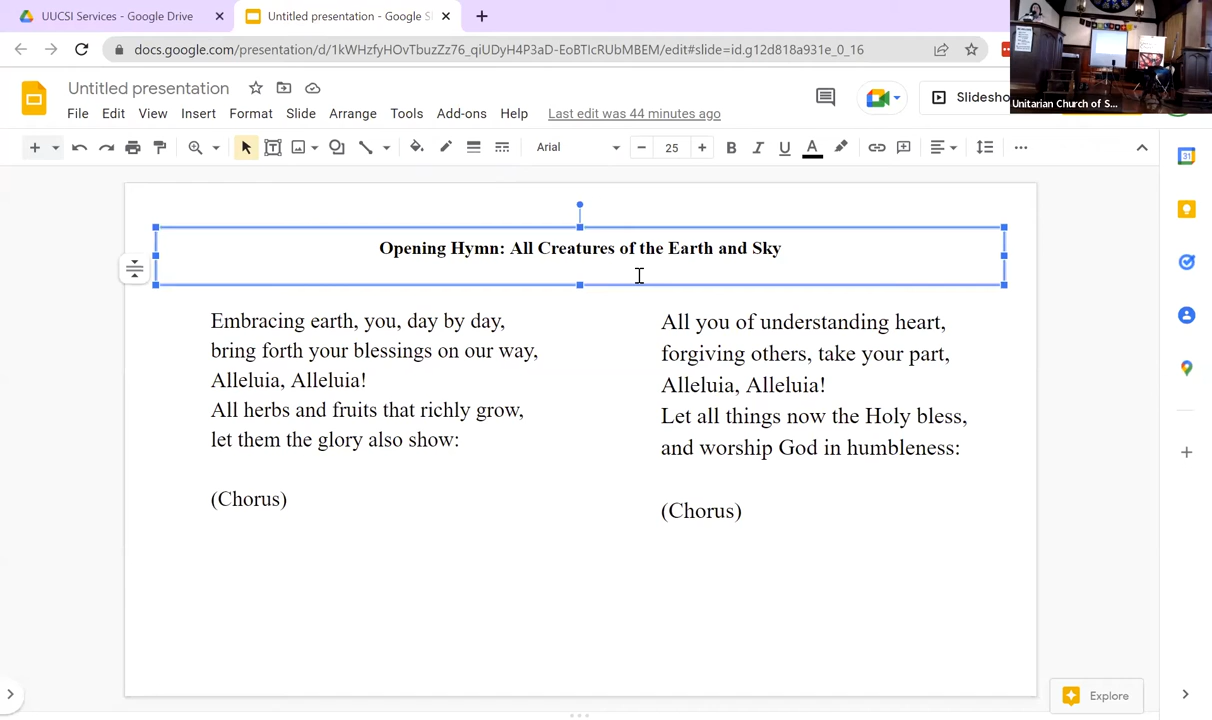 UUCSI Services - Google Drive
Untitled presentation - Google S
docs.google.com/presentation/d/1kWHzfyHOvTbuzZz76_qiUDyH4P3aD-EoBTIcRUbMBEM/edit#slide=id.g12d818a931e_0_16
Unitarian Church of S...
Untitled presentation
Slidesho
File Edit View Insert Format Slide Arrange Tools Add-ons Help Last edit was 44 minutes ago
Arial 25 B I U A
31
Opening Hymn: All Creatures of the Earth and Sky
Embracing earth, you, day by day,
bring forth your blessings on our way,
Alleluia, Alleluia!
All herbs and fruits that richly grow,
let them the glory also show:
(Chorus)
All you of understanding heart,
forgiving others, take your part,
Alleluia, Alleluia!
Let all things now the Holy bless,
and worship God in humbleness:
(Chorus)
Explore